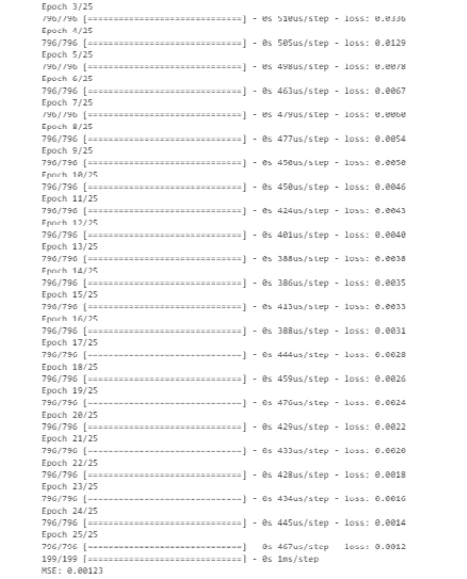 Epoch 3/25
796/796 [==============================] - 0s 510us/step - loss: 0.0336
Epoch 4/25
796/796 [==============================] - 0s 505us/step - loss: 0.0129
Epoch 5/25
796/796 [==============================] - 0s 498us/step - loss: 0.0078
Epoch 6/25
796/796 [==============================] - 0s 463us/step - loss: 0.0067
Epoch 7/25
796/796 [==============================] - 0s 479us/step - loss: 0.0060
Epoch 8/25
796/796 [==============================] - 0s 477us/step - loss: 0.0054
Epoch 9/25
796/796 [==============================] - 0s 450us/step - loss: 0.0050
Epoch 10/25
796/796 [==============================] - 0s 450us/step - loss: 0.0046
Epoch 11/25
796/796 [==============================] - 0s 424us/step - loss: 0.0043
Epoch 12/25
796/796 [==============================] - 0s 401us/step - loss: 0.0040
Epoch 13/25
796/796 [==============================] - 0s 388us/step - loss: 0.0038
Epoch 14/25
796/796 [==============================] - 0s 386us/step - loss: 0.0035
Epoch 15/25
796/796 [==============================] - 0s 413us/step - loss: 0.0033
Epoch 16/25
796/796 [==============================] - 0s 388us/step - loss: 0.0031
Epoch 17/25
796/796 [==============================] - 0s 444us/step - loss: 0.0028
Epoch 18/25
796/796 [==============================] - 0s 459us/step - loss: 0.0026
Epoch 19/25
796/796 [==============================] - 0s 476us/step - loss: 0.0024
Epoch 20/25
796/796 [==============================] - 0s 429us/step - loss: 0.0022
Epoch 21/25
796/796 [==============================] - 0s 433us/step - loss: 0.0020
Epoch 22/25
796/796 [==============================] - 0s 428us/step - loss: 0.0018
Epoch 23/25
796/796 [==============================] - 0s 434us/step - loss: 0.0016
Epoch 24/25
796/796 [==============================] - 0s 445us/step - loss: 0.0014
Epoch 25/25
796/796 [==============================] - 0s 467us/step - loss: 0.0012
199/199 [==============================] - 0s 1ms/step
MSE: 0.00123